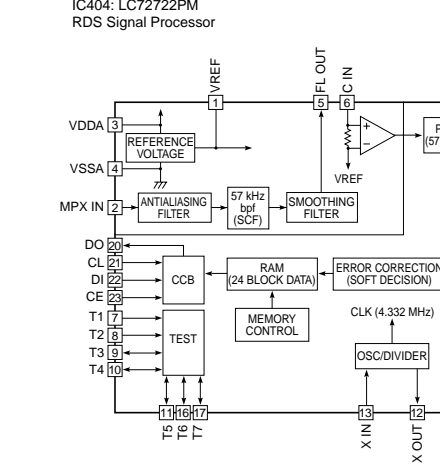 IC404: LC72722PM
RDS Signal Processor
VREF
FL OUT
C IN
1
5
6
VDDA 3
REFERENCE
VOLTAGE
+
−
P
(57
VSSA 4
VREF
MPX IN 2
ANTIALIASING
FILTER
57 kHz
bpf
(SCF)
SMOOTHING
FILTER
DO 20
CL 21
DI 22
CE 23
CCB
RAM
(24 BLOCK DATA)
ERROR CORRECTION
(SOFT DECISION)
T1 7
T2 8
T3 9
T4 10
TEST
MEMORY
CONTROL
CLK (4.332 MHz)
OSC/DIVIDER
11 16 17
13
12
T5
T6
T7
X IN
X OUT